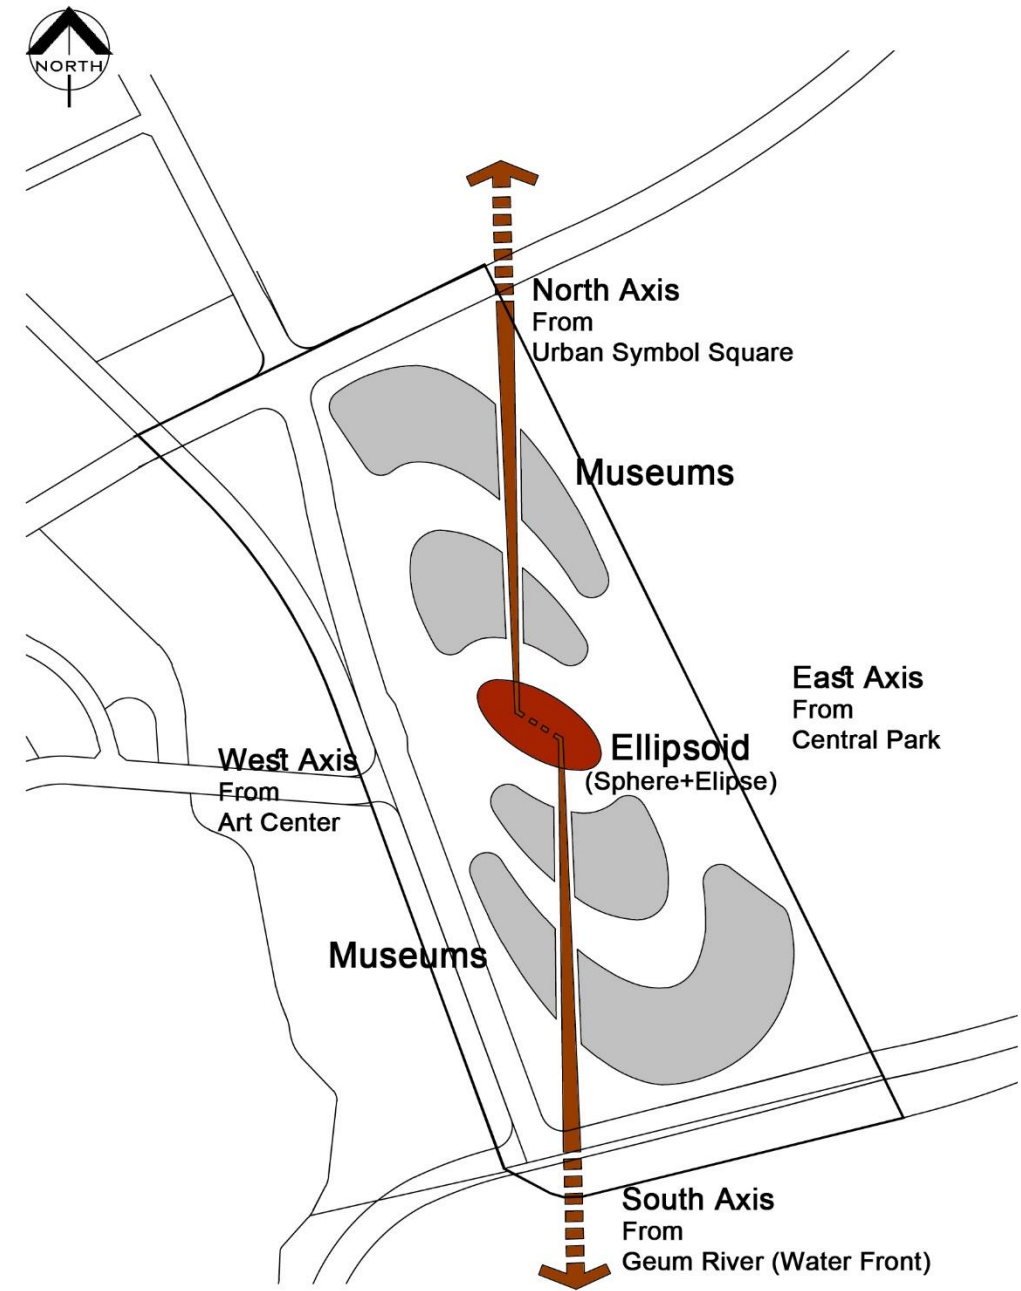 NORTH
North Axis
From
Urban Symbol Square
Museums
East Axis
From
Central Park
West Axis
From
Art Center
Ellipsoid
(Sphere+Elipse)
Museums
South Axis
From
Geum River (Water Front)